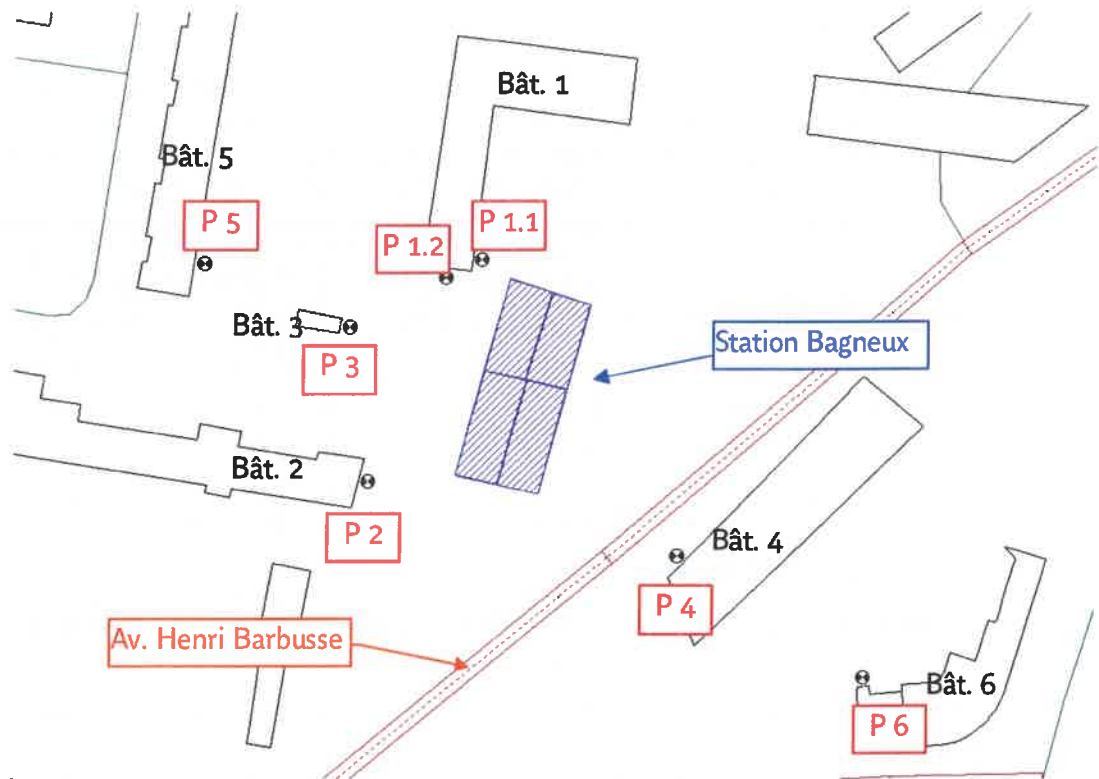 Bât. 1
Bât. 5
P 5
P 1.2
P 1.1
Bât. 3
P 3
Station Bagneux
Bât. 2
P 2
Bât. 4
P 4
Av. Henri Barbusse
Bât. 6
P 6